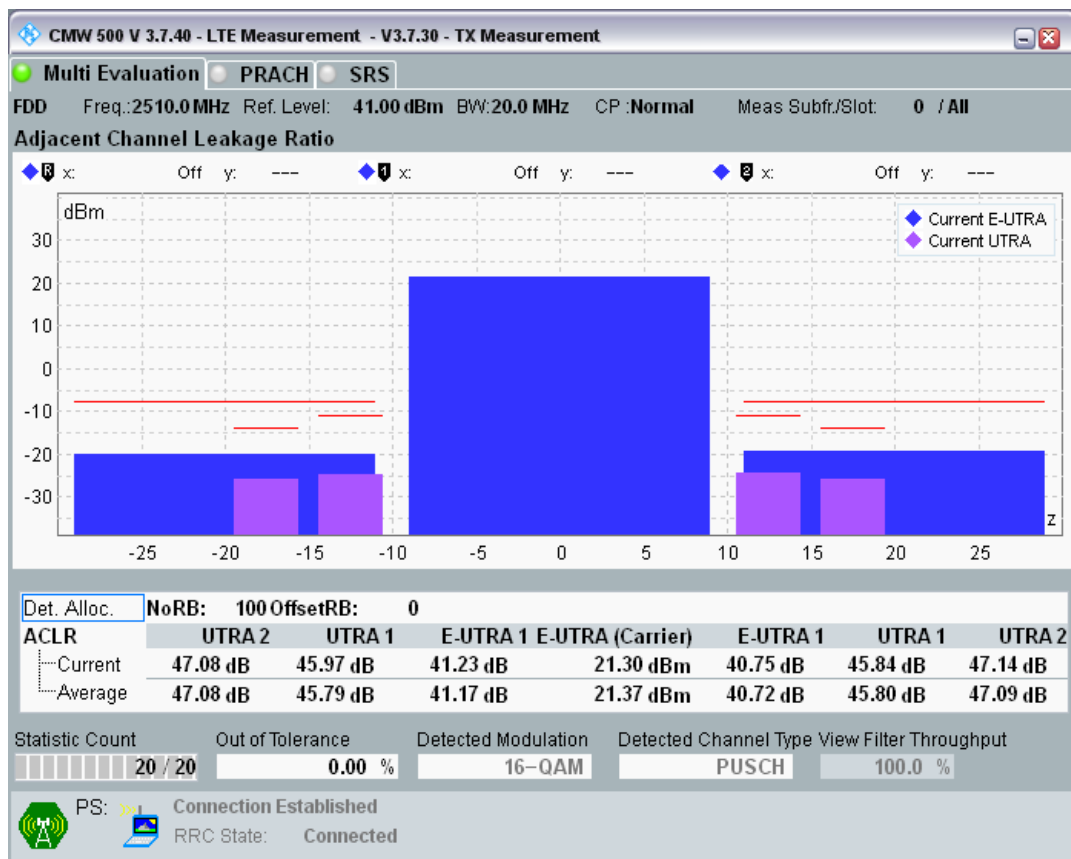 CMW 500 V 3.7.40 - LTE Measurement - V3.7.30 - TX Measurement
Multi Evaluation PRACH SRS
FDD Freq.:2510.0 MHz Ref. Level: 41.00 dBm BW:20.0 MHz CP :Normal Meas Subfr./Slot: 0 / All
Adjacent Channel Leakage Ratio
R x: Off y: --- 1 x: Off y: --- 2 x: Off y: ---
dBm
Current E-UTRA
Current UTRA
30
20
10
0
-10
-20
-30
z
-25 -20 -15 -10 -5 0 5 10 15 20 25
Det. Alloc. NoRB: 100 OffsetRB: 0
ACLR UTRA 2 UTRA 1 E-UTRA 1 E-UTRA (Carrier) E-UTRA 1 UTRA 1 UTRA 2
Current 47.08 dB 45.97 dB 41.23 dB 21.30 dBm 40.75 dB 45.84 dB 47.14 dB
Average 47.08 dB 45.79 dB 41.17 dB 21.37 dBm 40.72 dB 45.80 dB 47.09 dB
Statistic Count Out of Tolerance Detected Modulation Detected Channel Type View Filter Throughput
20 / 20 0.00 % 16-QAM PUSCH 100.0 %
PS: Connection Established
RRC State: Connected